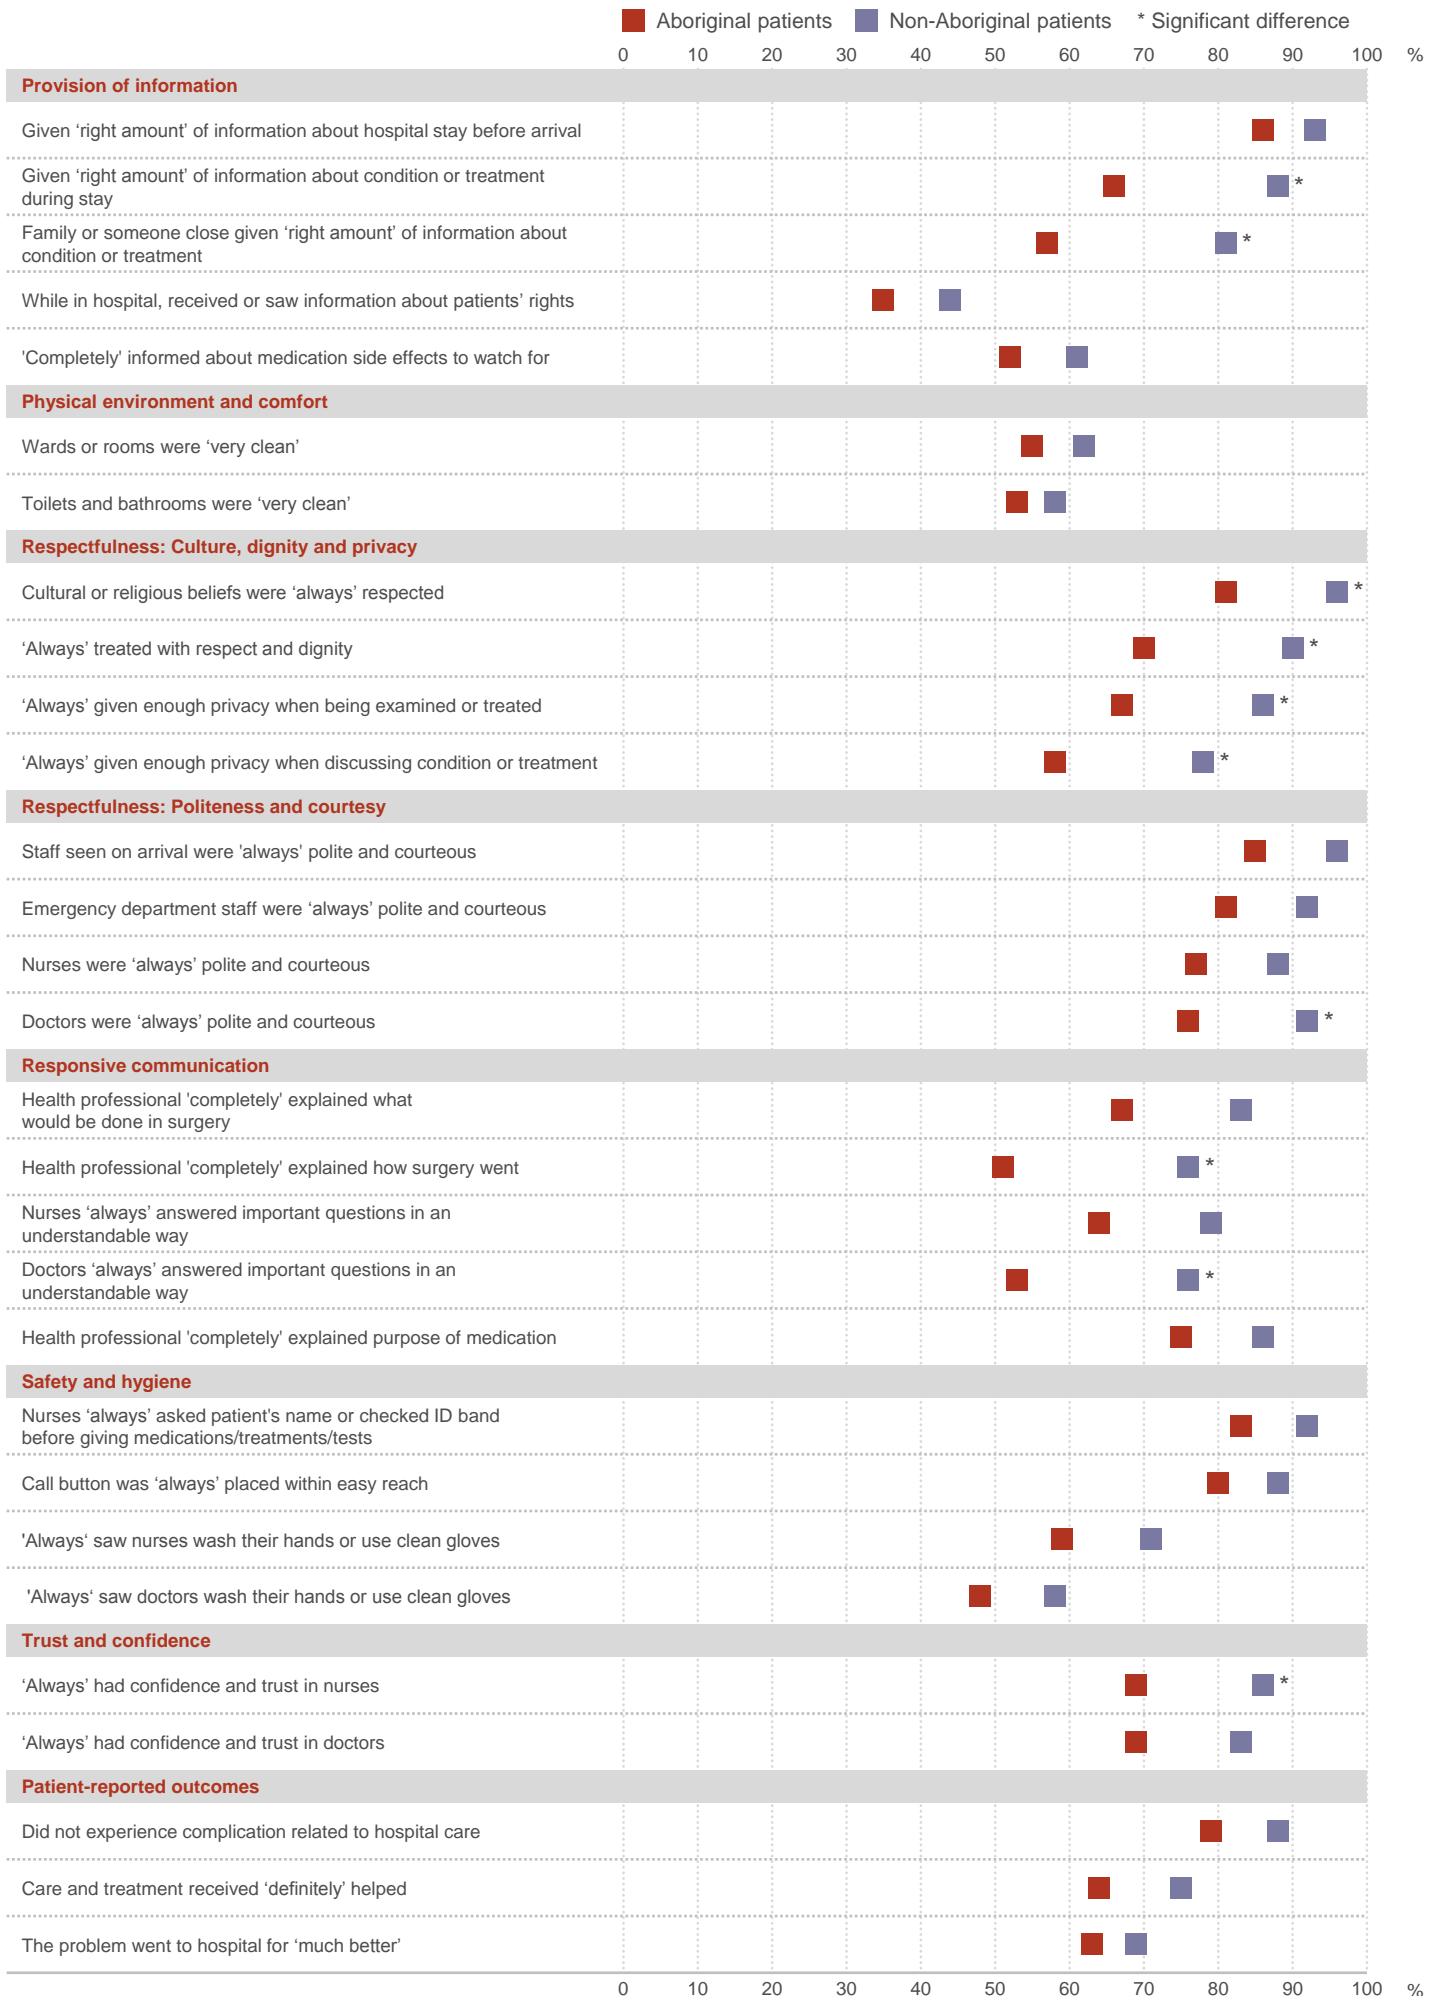 Aboriginal patients Non-Aboriginal patients * Significant difference
0 10 20 30 40 50 60 70 80 90 100 %
Provision of information
Given ‘right amount’ of information about hospital stay before arrival
Given ‘right amount’ of information about condition or treatment
during stay
*
Family or someone close given ‘right amount’ of information about
condition or treatment
*
While in hospital, received or saw information about patients’ rights
'Completely' informed about medication side effects to watch for
Physical environment and comfort
Wards or rooms were ‘very clean’
Toilets and bathrooms were ‘very clean’
Respectfulness: Culture, dignity and privacy
Cultural or religious beliefs were ‘always’ respected *
‘Always’ treated with respect and dignity *
‘Always’ given enough privacy when being examined or treated *
‘Always’ given enough privacy when discussing condition or treatment *
Respectfulness: Politeness and courtesy
Staff seen on arrival were 'always' polite and courteous
Emergency department staff were ‘always’ polite and courteous
Nurses were ‘always’ polite and courteous
Doctors were ‘always’ polite and courteous *
Responsive communication
Health professional 'completely' explained what
would be done in surgery
Health professional 'completely' explained how surgery went *
Nurses ‘always’ answered important questions in an
understandable way
Doctors ‘always’ answered important questions in an
understandable way
*
Health professional 'completely' explained purpose of medication
Safety and hygiene
Nurses ‘always’ asked patient's name or checked ID band
before giving medications/treatments/tests
Call button was ‘always’ placed within easy reach
'Always‘ saw nurses wash their hands or use clean gloves
'Always‘ saw doctors wash their hands or use clean gloves
Trust and confidence
‘Always’ had confidence and trust in nurses *
‘Always’ had confidence and trust in doctors
Patient-reported outcomes
Did not experience complication related to hospital care
Care and treatment received ‘definitely’ helped
The problem went to hospital for ‘much better’
0 10 20 30 40 50 60 70 80 90 100 %